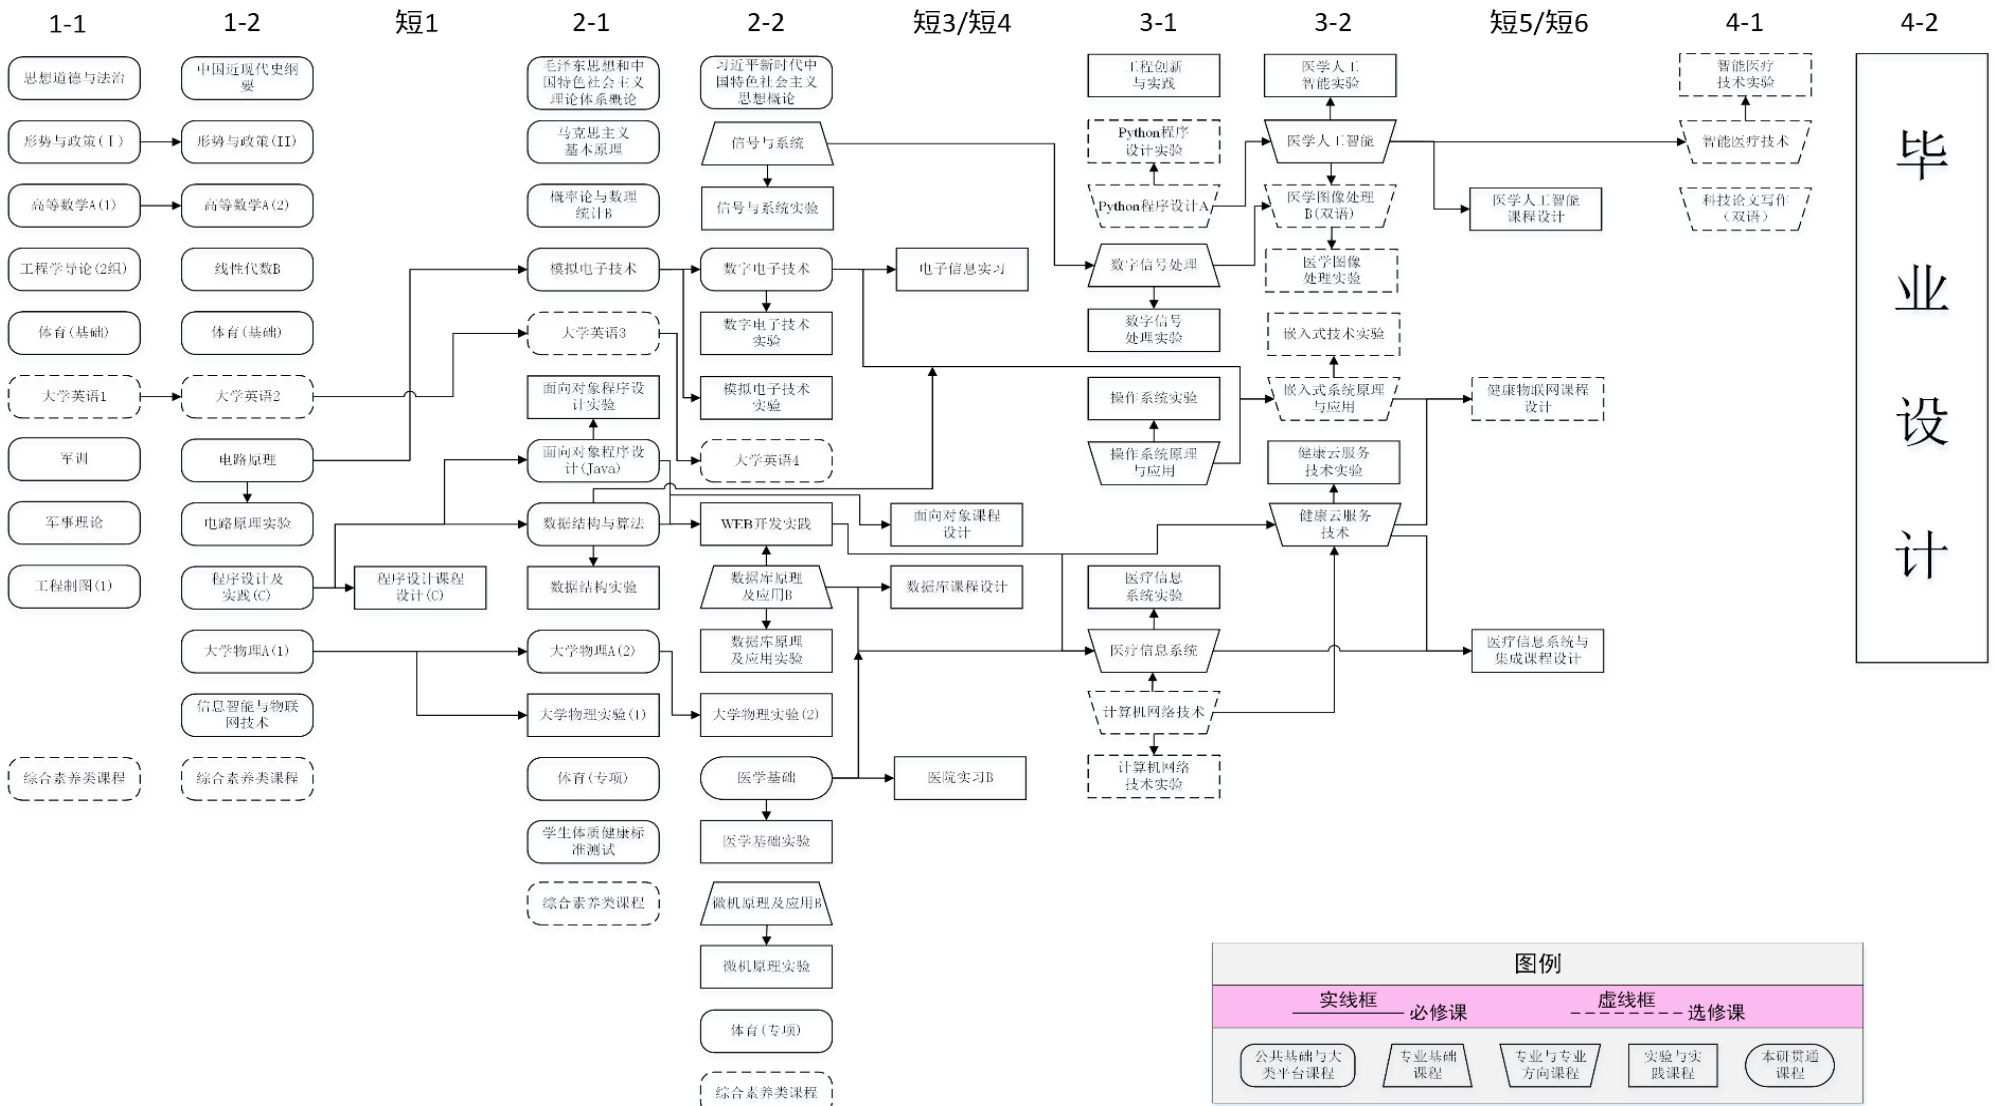 1-1
1-2
短1
2-1
2-2
短3/短4
3-1
3-2
短5/短6
4-1
4-2
思想道德与法治
形势与政策(I)
高等数学A(1)
工程学导论(2组)
体育(基础)
大学英语1
军训
军事理论
工程制图(1)
综合素养类课程
中国近现代史纲
要
形势与政策(II)
高等数学A(2)
线性代数B
体育(基础)
大学英语2
电路原理
电路原理实验
程序设计及
实践(C)
大学物理A(1)
信息智能与物联
网技术
综合素养类课程
程序设计课程
设计(C)
毛泽东思想和中
国特色社会主义
理论体系概论
马克思主义
基本原理
概率论与数理
统计B
模拟电子技术
大学英语3
面向对象程序设
计实验
面向对象程序设
计(Java)
数据结构与算法
数据结构实验
大学物理A(2)
大学物理实验(1)
体育(专项)
学生体质健康标
准测试
综合素养类课程
习近平新时代中
国特色社会主义
思想概论
信号与系统
信号与系统实验
数字电子技术
数字电子技术
实验
模拟电子技术
实验
大学英语4
WEB开发实践
数据库原理
及应用B
数据库原理
及应用实验
大学物理实验(2)
医学基础
医学基础实验
微机原理及应用B
微机原理实验
体育(专项)
综合素养类课程
电子信息实习
面向对象课程
设计
数据库课程设计
医院实习B
工程创新
与实践
Python程序
设计实验
Python程序设计A
数字信号处理
数字信号
处理实验
操作系统实验
操作系统原理
与应用
医疗信息
系统实验
医疗信息系统
计算机网络技术
计算机网络
技术实验
医学人工
智能实验
医学人工智能
医学图像处理
B(双语)
医学图像
处理实验
嵌入式技术实验
嵌入式系统原理
与应用
健康云服务
技术实验
健康云服务
技术
医学人工智能
课程设计
健康物联网课程
设计
医疗信息系统与
集成课程设计
智能医疗
技术实验
智能医疗技术
科技论文写作
(双语)
毕
业
设
计
图例
实线框
必修课
虚线框
选修课
公共基础与大
类平台课程
专业基础
课程
专业与专业
方向课程
实验与实
践课程
本研贯通
课程